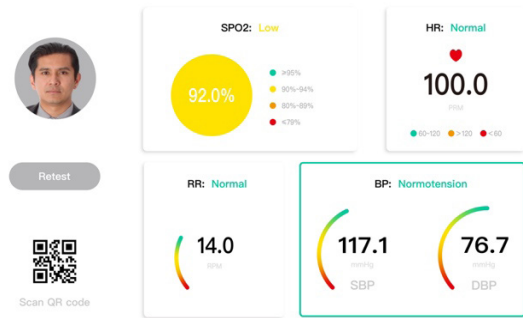 SPO2: Low
92.0%
≥95%
90%-94%
80%-89%
<79%
HR: Normal
100.0
PRM
60-120
>120
<60
Retest
Scan QR code
RR: Normal
14.0
RPM
BP: Normotension
117.1
mmHg
SBP
76.7
mmHg
DBP